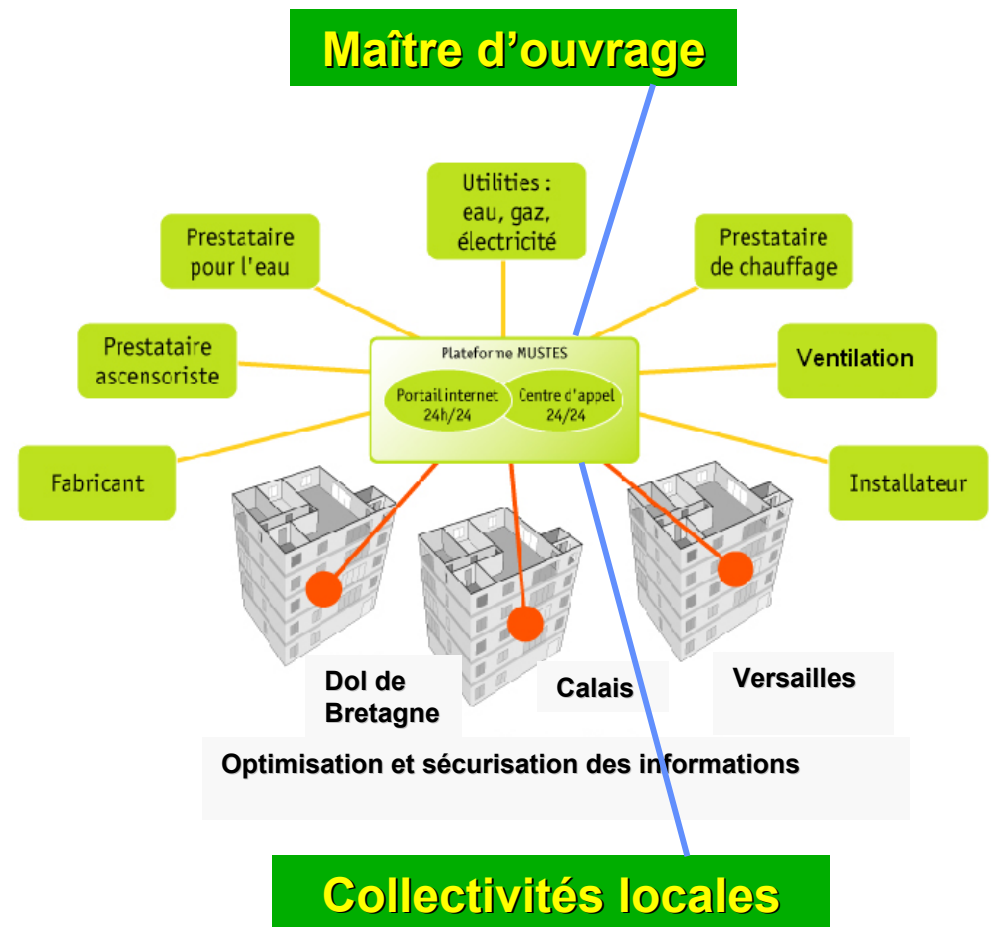 Maître d’ouvrage
Utilities :
eau, gaz,
électricité
Prestataire
pour l'eau
Prestataire
de chauffage
Prestataire
ascensoriste
Plateforme MUSTES
Portail internet
24h/24
Centre d'appel
24/24
Ventilation
Fabricant
Installateur
Dol de
Bretagne
Calais
Versailles
Optimisation et sécurisation des informations
Collectivités locales